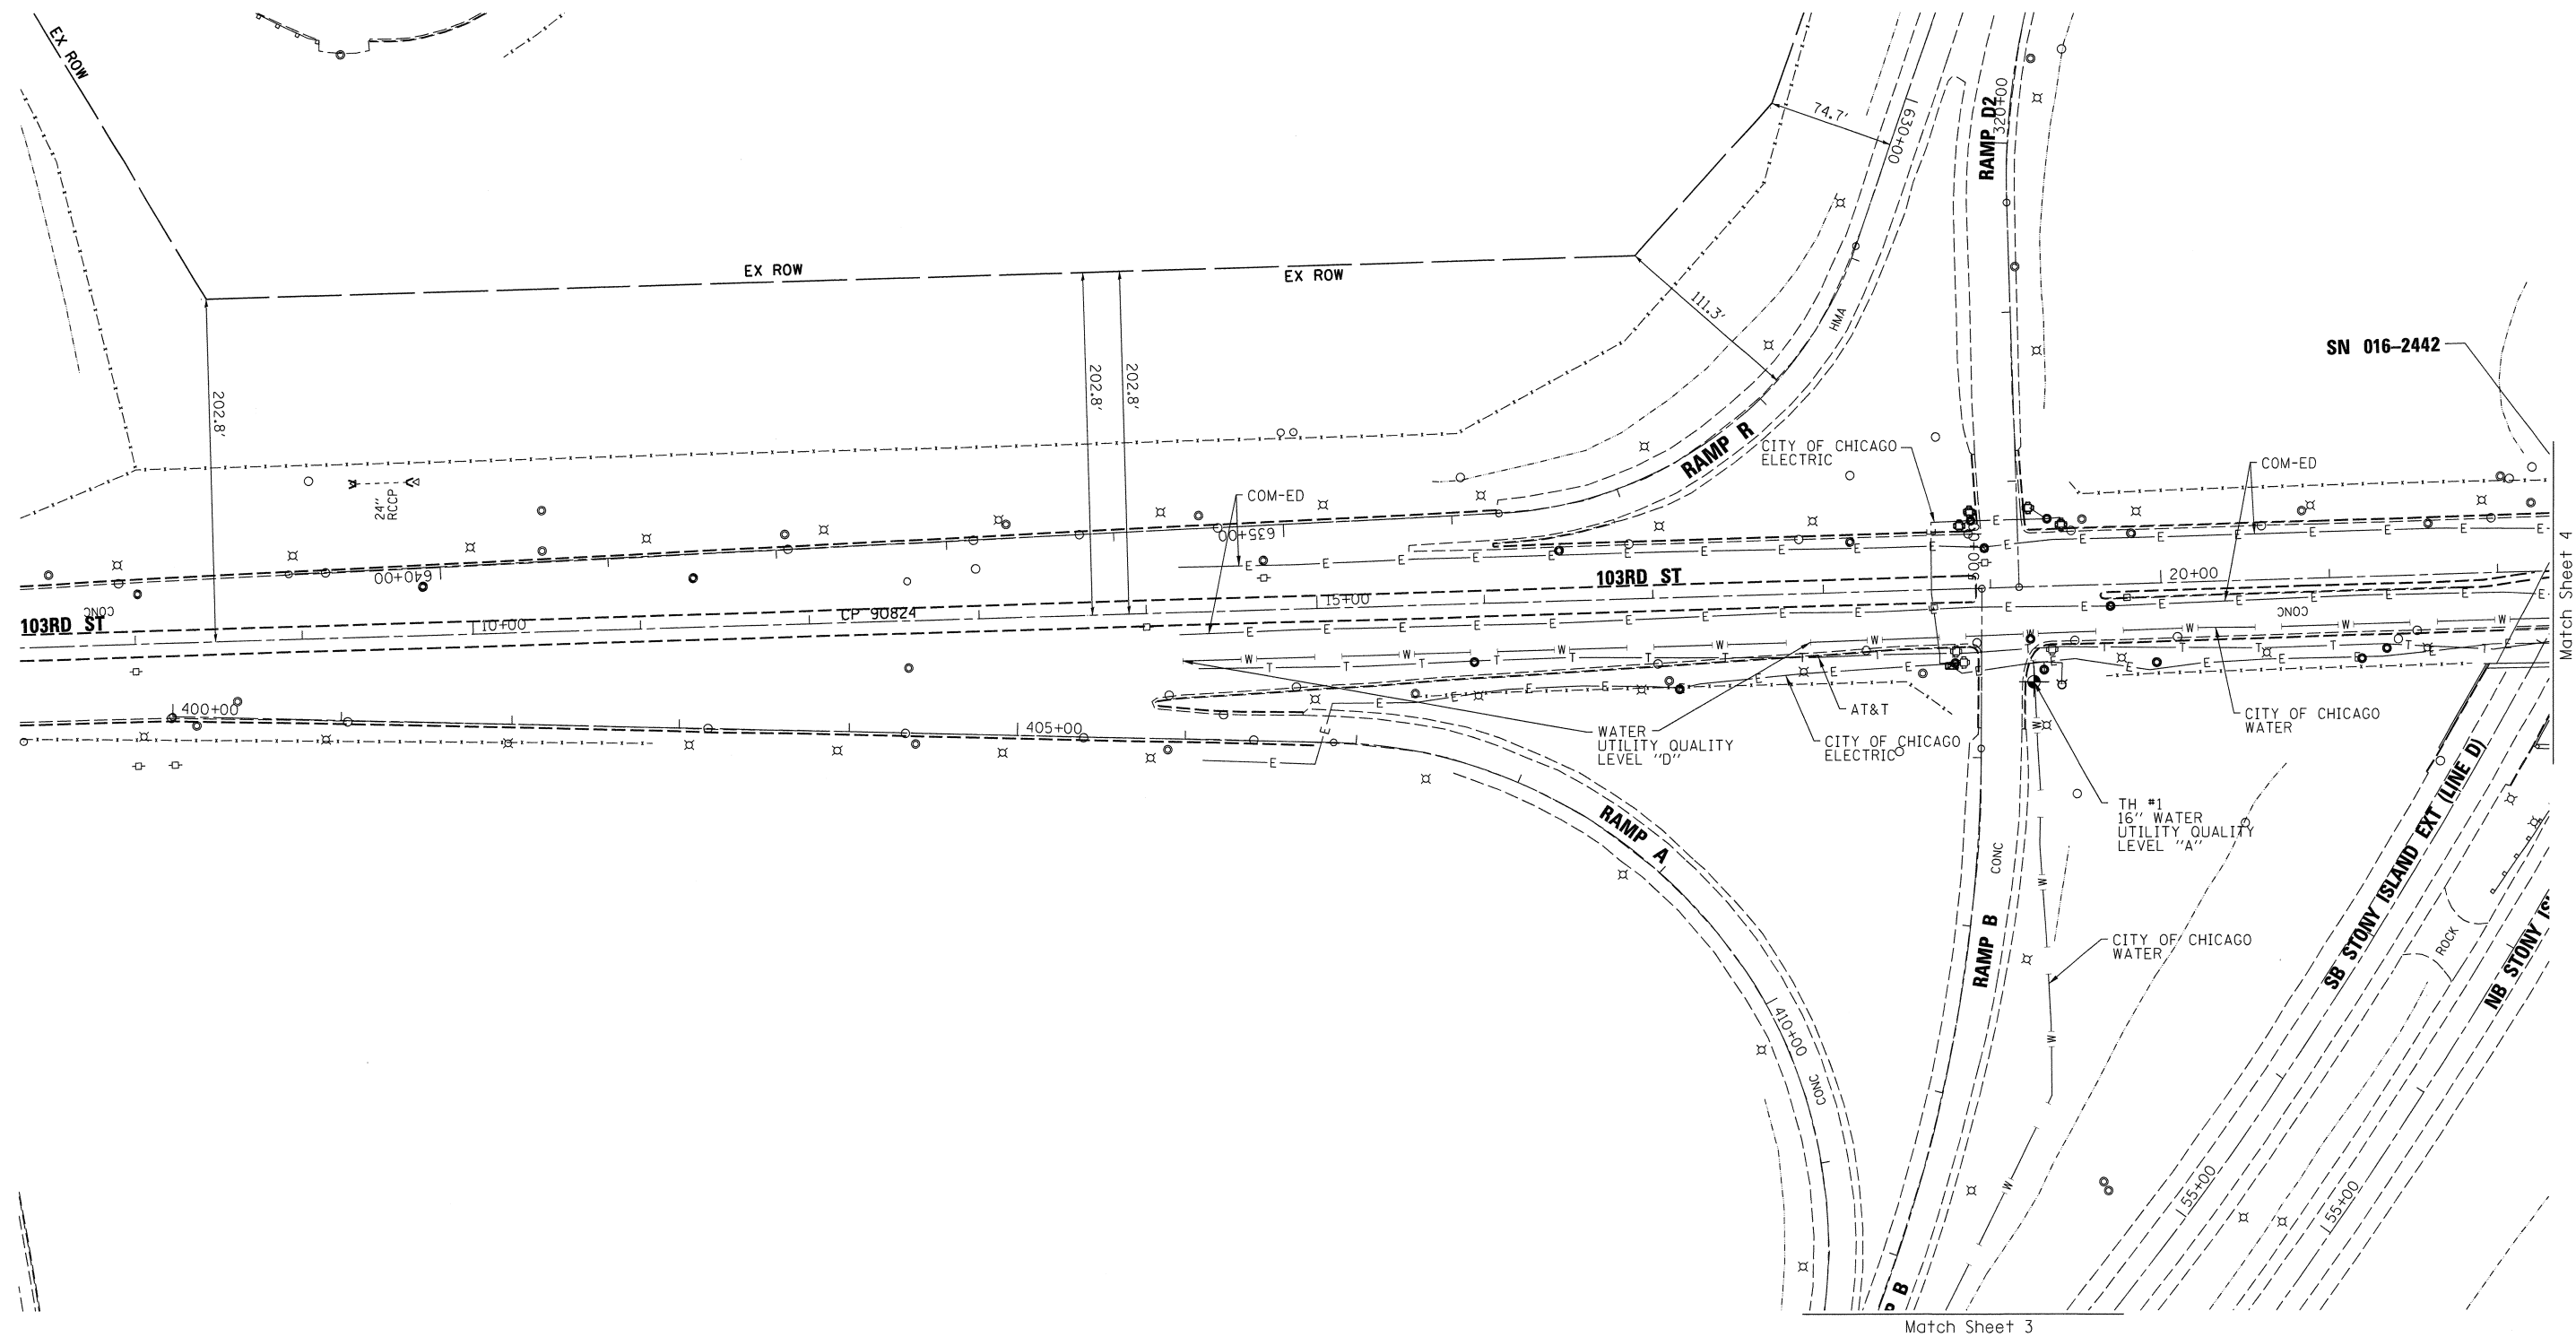 EX ROW
EX ROW
EX ROW
74.7'
630+00
RAMP D2
320+00
111.3'
HMA
SN 016-2442
202.8'
202.8'
202.8'
RAMP R
CITY OF CHICAGO
ELECTRIC
COM-ED
24"
RCCP
COM-ED
635+00
640+00
CONC
103RD ST
103RD ST
10+00
CP 90824
15+00
20+00
CONC
Match Sheet 4
400+00
405+00
WATER
UTILITY QUALITY
LEVEL "D"
AT&T
CITY OF CHICAGO
ELECTRIC
CITY OF CHICAGO
WATER
TH #1
16" WATER
UTILITY QUALITY
LEVEL "A"
RAMP A
CONC
RAMP B
CITY OF CHICAGO
WATER
SB STONY ISLAND EXT (LINE D)
ROCK
NB STONY
410+00
CONC
155+00
155+00
B
Match Sheet 3